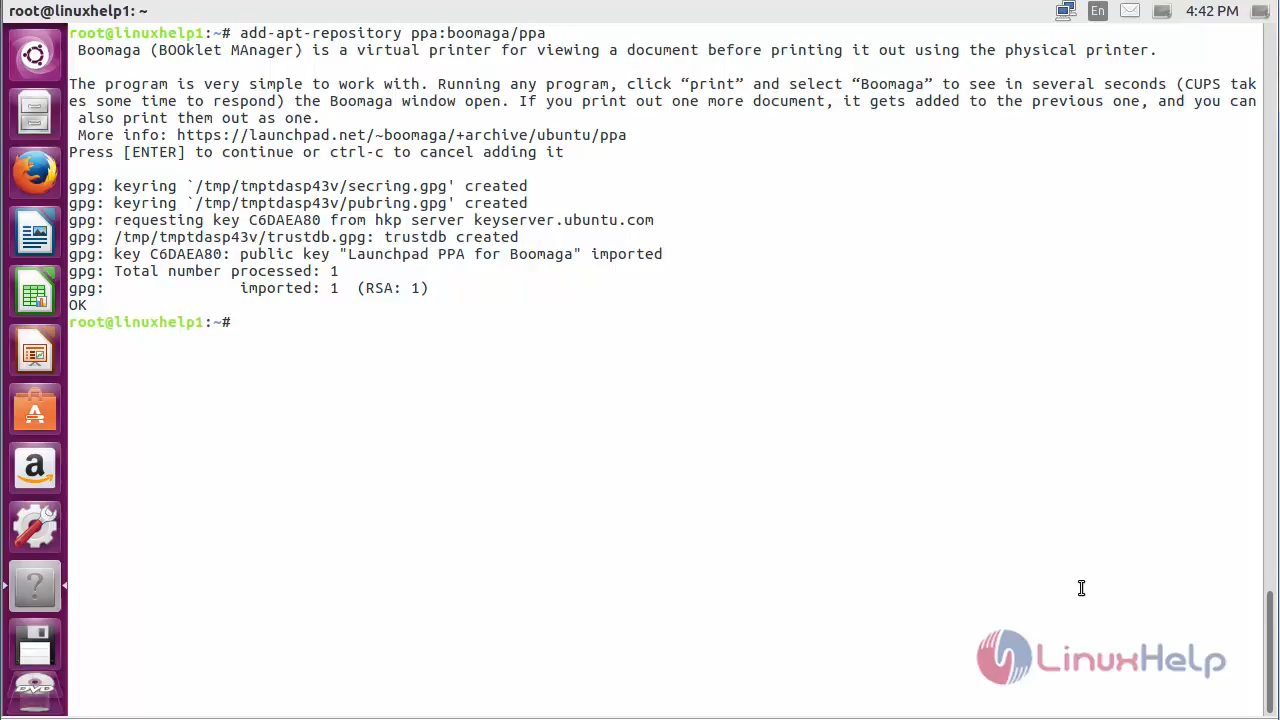 root@linuxhelp1: ~
En
4:42 PM
root@linuxhelp1:~# add-apt-repository ppa:boomaga/ppa
 Boomaga (BOOklet MAnager) is a virtual printer for viewing a document before printing it out using the physical printer.
The program is very simple to work with. Running any program, click “print” and select “Boomaga” to see in several seconds (CUPS tak
es some time to respond) the Boomaga window open. If you print out one more document, it gets added to the previous one, and you can
 also print them out as one.
 More info: https://launchpad.net/~boomaga/+archive/ubuntu/ppa
Press [ENTER] to continue or ctrl-c to cancel adding it
gpg: keyring `/tmp/tmptdasp43v/secring.gpg' created
gpg: keyring `/tmp/tmptdasp43v/pubring.gpg' created
gpg: requesting key C6DAEA80 from hkp server keyserver.ubuntu.com
gpg: /tmp/tmptdasp43v/trustdb.gpg: trustdb created
gpg: key C6DAEA80: public key "Launchpad PPA for Boomaga" imported
gpg: Total number processed: 1
gpg:               imported: 1  (RSA: 1)
OK
root@linuxhelp1:~#
LinuxHelp
DVD